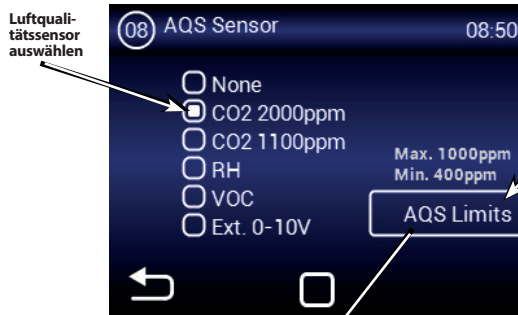 Luftquali-
tätssensor
auswählen
08 AQS Sensor 08:50
None
CO2 2000ppm
CO2 1100ppm
RH
VOC
Ext. 0-10V
Max. 1000ppm
Min. 400ppm
AQS Limits